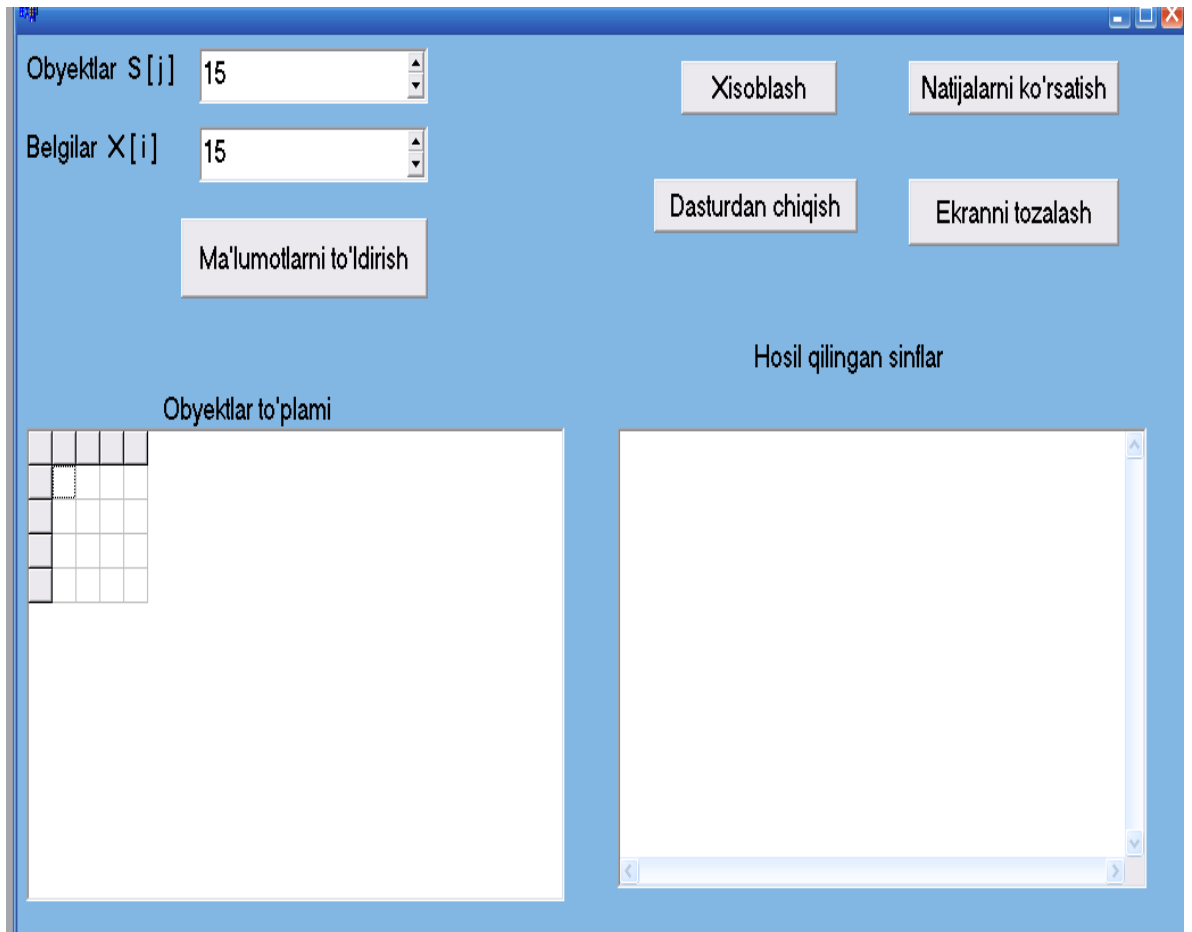 Obyektlar S [ j ]
15
Belgilar X [ i ]
15
Ma'lumotlarni to'ldirish
Xisoblash
Natijalarni ko'rsatish
Dasturdan chiqish
Ekranni tozalash
Obyektlar to'plami
Hosil qilingan sinflar